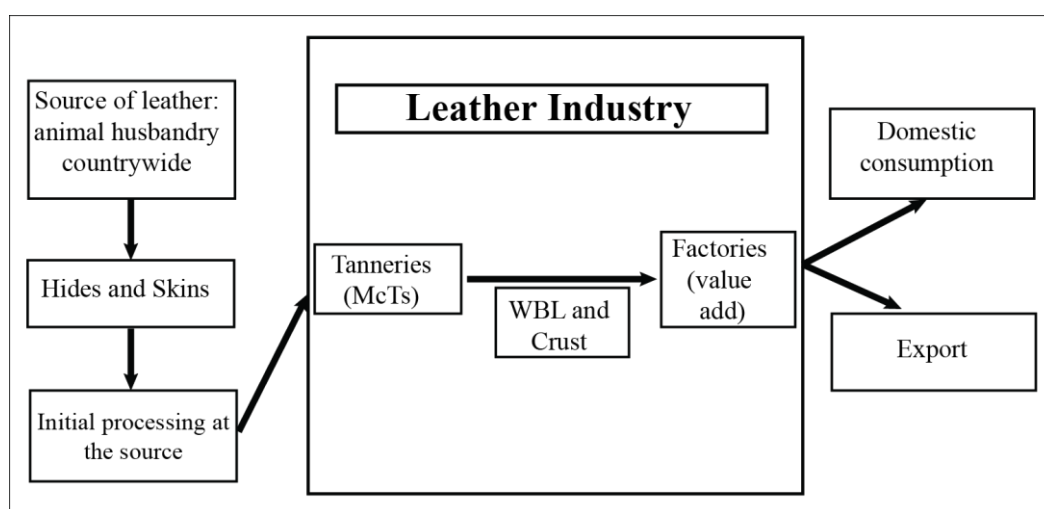 Source of leather:
animal husbandry
countrywide
Hides and Skins
Initial processing at
the source
Leather Industry
Tanneries
(McTs)
WBL and
Crust
Factories
(value
add)
Domestic
consumption
Export